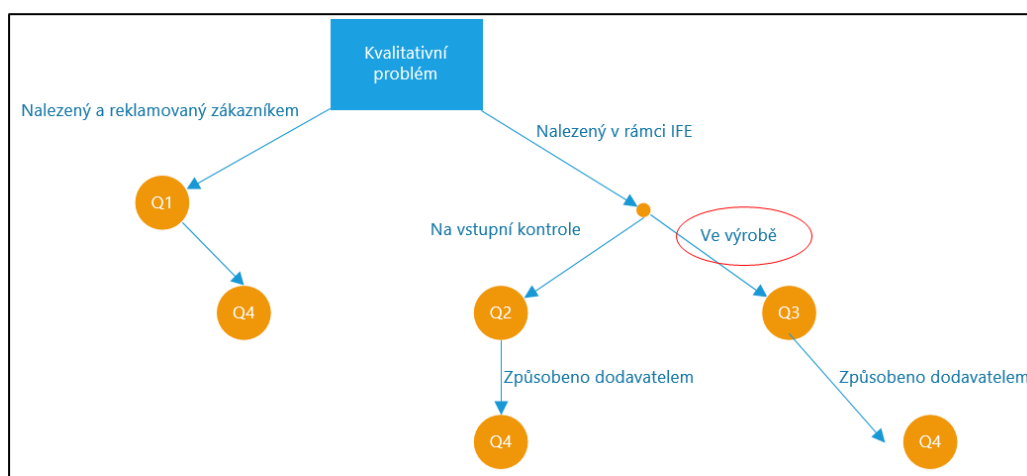 Kvalitativní
problém
Nalezený a reklamovaný zákazníkem
Nalezený v rámci IFE
Q1
Na vstupní kontrole
Ve výrobě
Q4
Q2
Q3
Způsobeno dodavatelem
Způsobeno dodavatelem
Q4
Q4